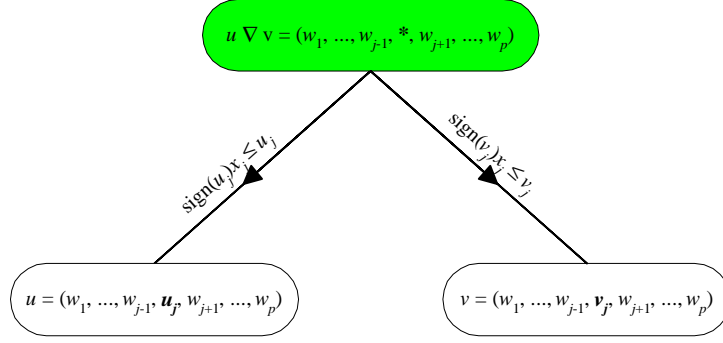 u ∇ v = (w₁, ..., wⱼ₋₁, *, wⱼ₊₁, ..., wₚ)
sign(uⱼ)xⱼ ≤ uⱼ
sign(vⱼ)xⱼ ≤ vⱼ
u = (w₁, ..., wⱼ₋₁, uⱼ, wⱼ₊₁, ..., wₚ)
v = (w₁, ..., wⱼ₋₁, vⱼ, wⱼ₊₁, ..., wₚ)